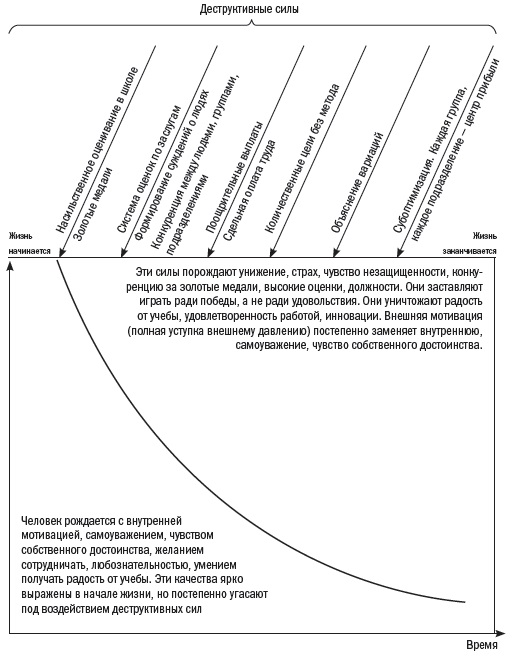 Деструктивные силы
Насильственное оценивание в школе
Золотые медали
Система оценок по заслугам
Формирование суждений о людях
Конкуренция между людьми, группами,
подразделениями
Поощрительные выплаты
Сдельная оплата труда
Количественные цели без метода
Объяснение вариаций
Субоптимизация. Каждая группа,
каждое подразделение – центр прибыли
Жизнь
начинается
Жизнь
заканчивается
Эти силы порождают унижение, страх, чувство незащищенности, конку-
ренцию за золотые медали, высокие оценки, должности. Они заставляют
играть ради победы, а не ради удовольствия. Они уничтожают радость
от учебы, удовлетворенность работой, инновации. Внешняя мотивация
(полная уступка внешнему давлению) постепенно заменяет внутреннюю,
самоуважение, чувство собственного достоинства.
Человек рождается с внутренней
мотивацией, самоуважением, чувством
собственного достоинства, желанием
сотрудничать, любознательностью, умением
получать радость от учебы. Эти качества ярко
выражены в начале жизни, но постепенно угасают
под воздействием деструктивных сил
Время